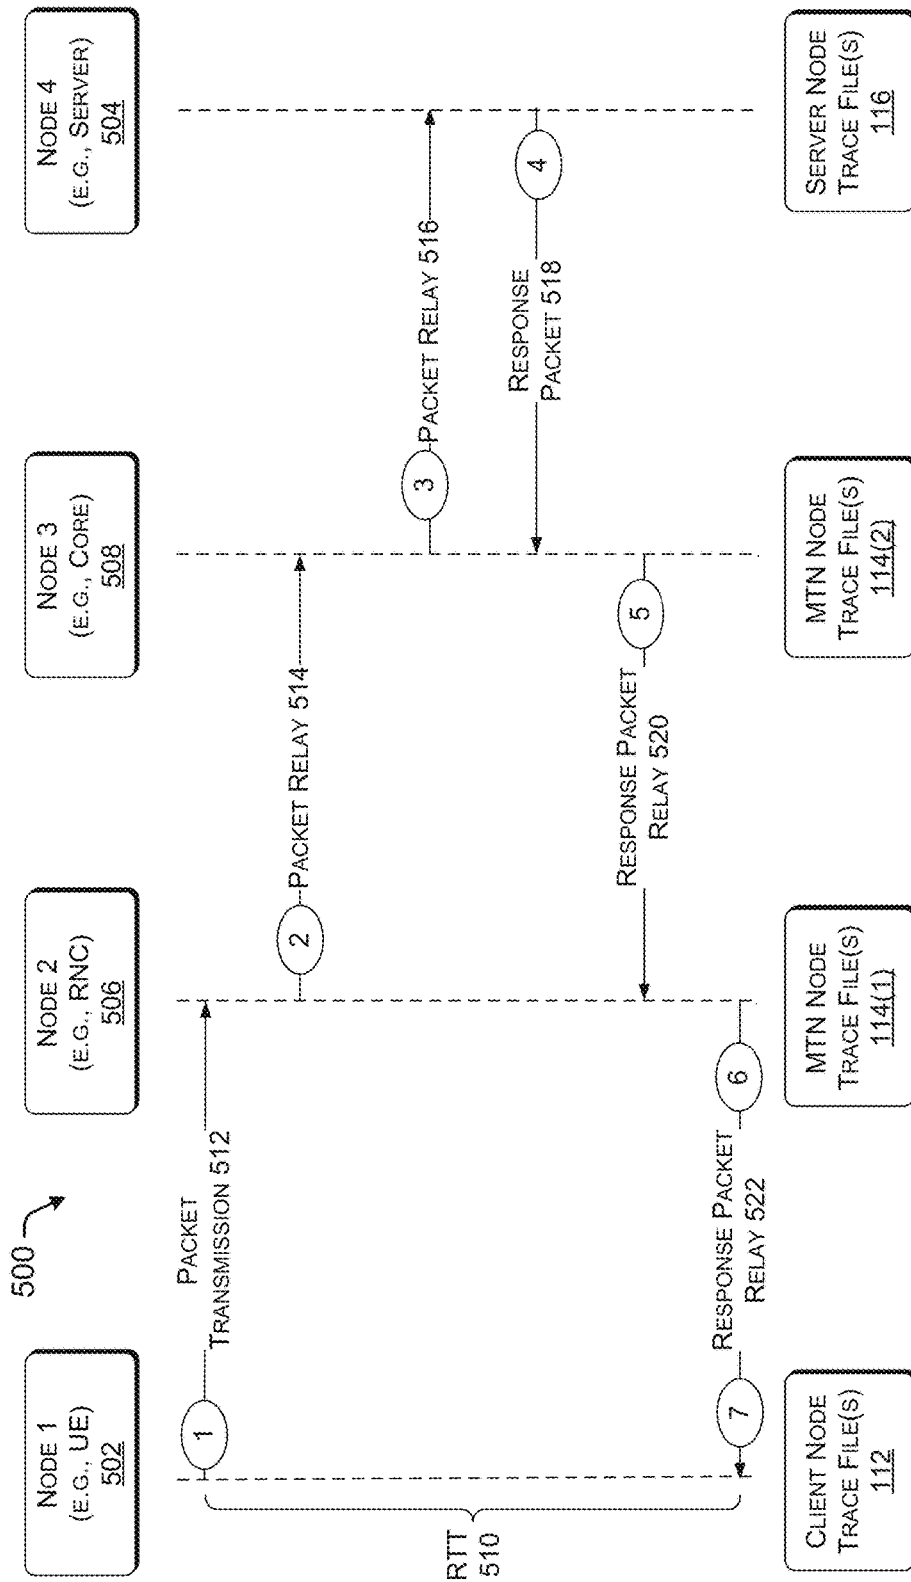 500
NODE 1
(E.G., UE)
502
NODE 2
(E.G., RNC)
506
NODE 3
(E.G., CORE)
508
NODE 4
(E.G., SERVER)
504
1
PACKET
TRANSMISSION 512
2
PACKET RELAY 514
3
PACKET RELAY 516
4
RESPONSE
PACKET 518
5
RESPONSE PACKET
RELAY 520
6
RESPONSE PACKET
RELAY 522
7
RTT
510
CLIENT NODE
TRACE FILE(S)
112
MTN NODE
TRACE FILE(S)
114(1)
MTN NODE
TRACE FILE(S)
114(2)
SERVER NODE
TRACE FILE(S)
116